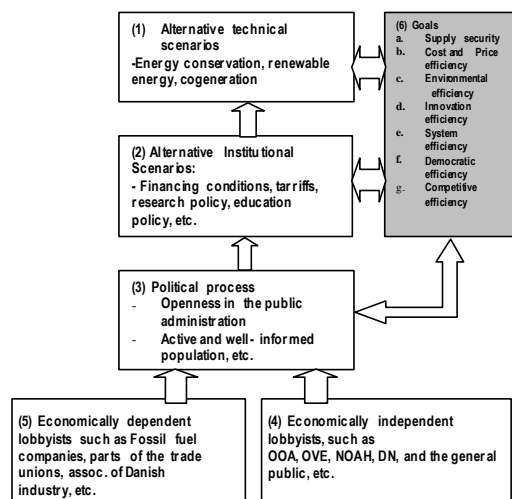 (1) Alternative technical
scenarios
-Energy conservation, renewable
energy, cogeneration
(6) Goals
a. Supply security
b. Cost and Price
efficiency
c. Environmental
efficiency
d. Innovation
efficiency
e. System
efficiency
f. Democratic
efficiency
g. Competitive
efficiency
(2) Alternative Institutional
Scenarios:
- Financing conditions, tarriffs,
research policy, education
policy, etc.
(3) Political process
- Openness in the public
administration
- Active and well- informed
population, etc.
(5) Economically dependent
lobbyists such as Fossil fuel
companies, parts of the trade
unions, assoc. of Danish
industry, etc.
(4) Economically independent
lobbyists, such as
OOA, OVE, NOAH, DN, and the general
public, etc.